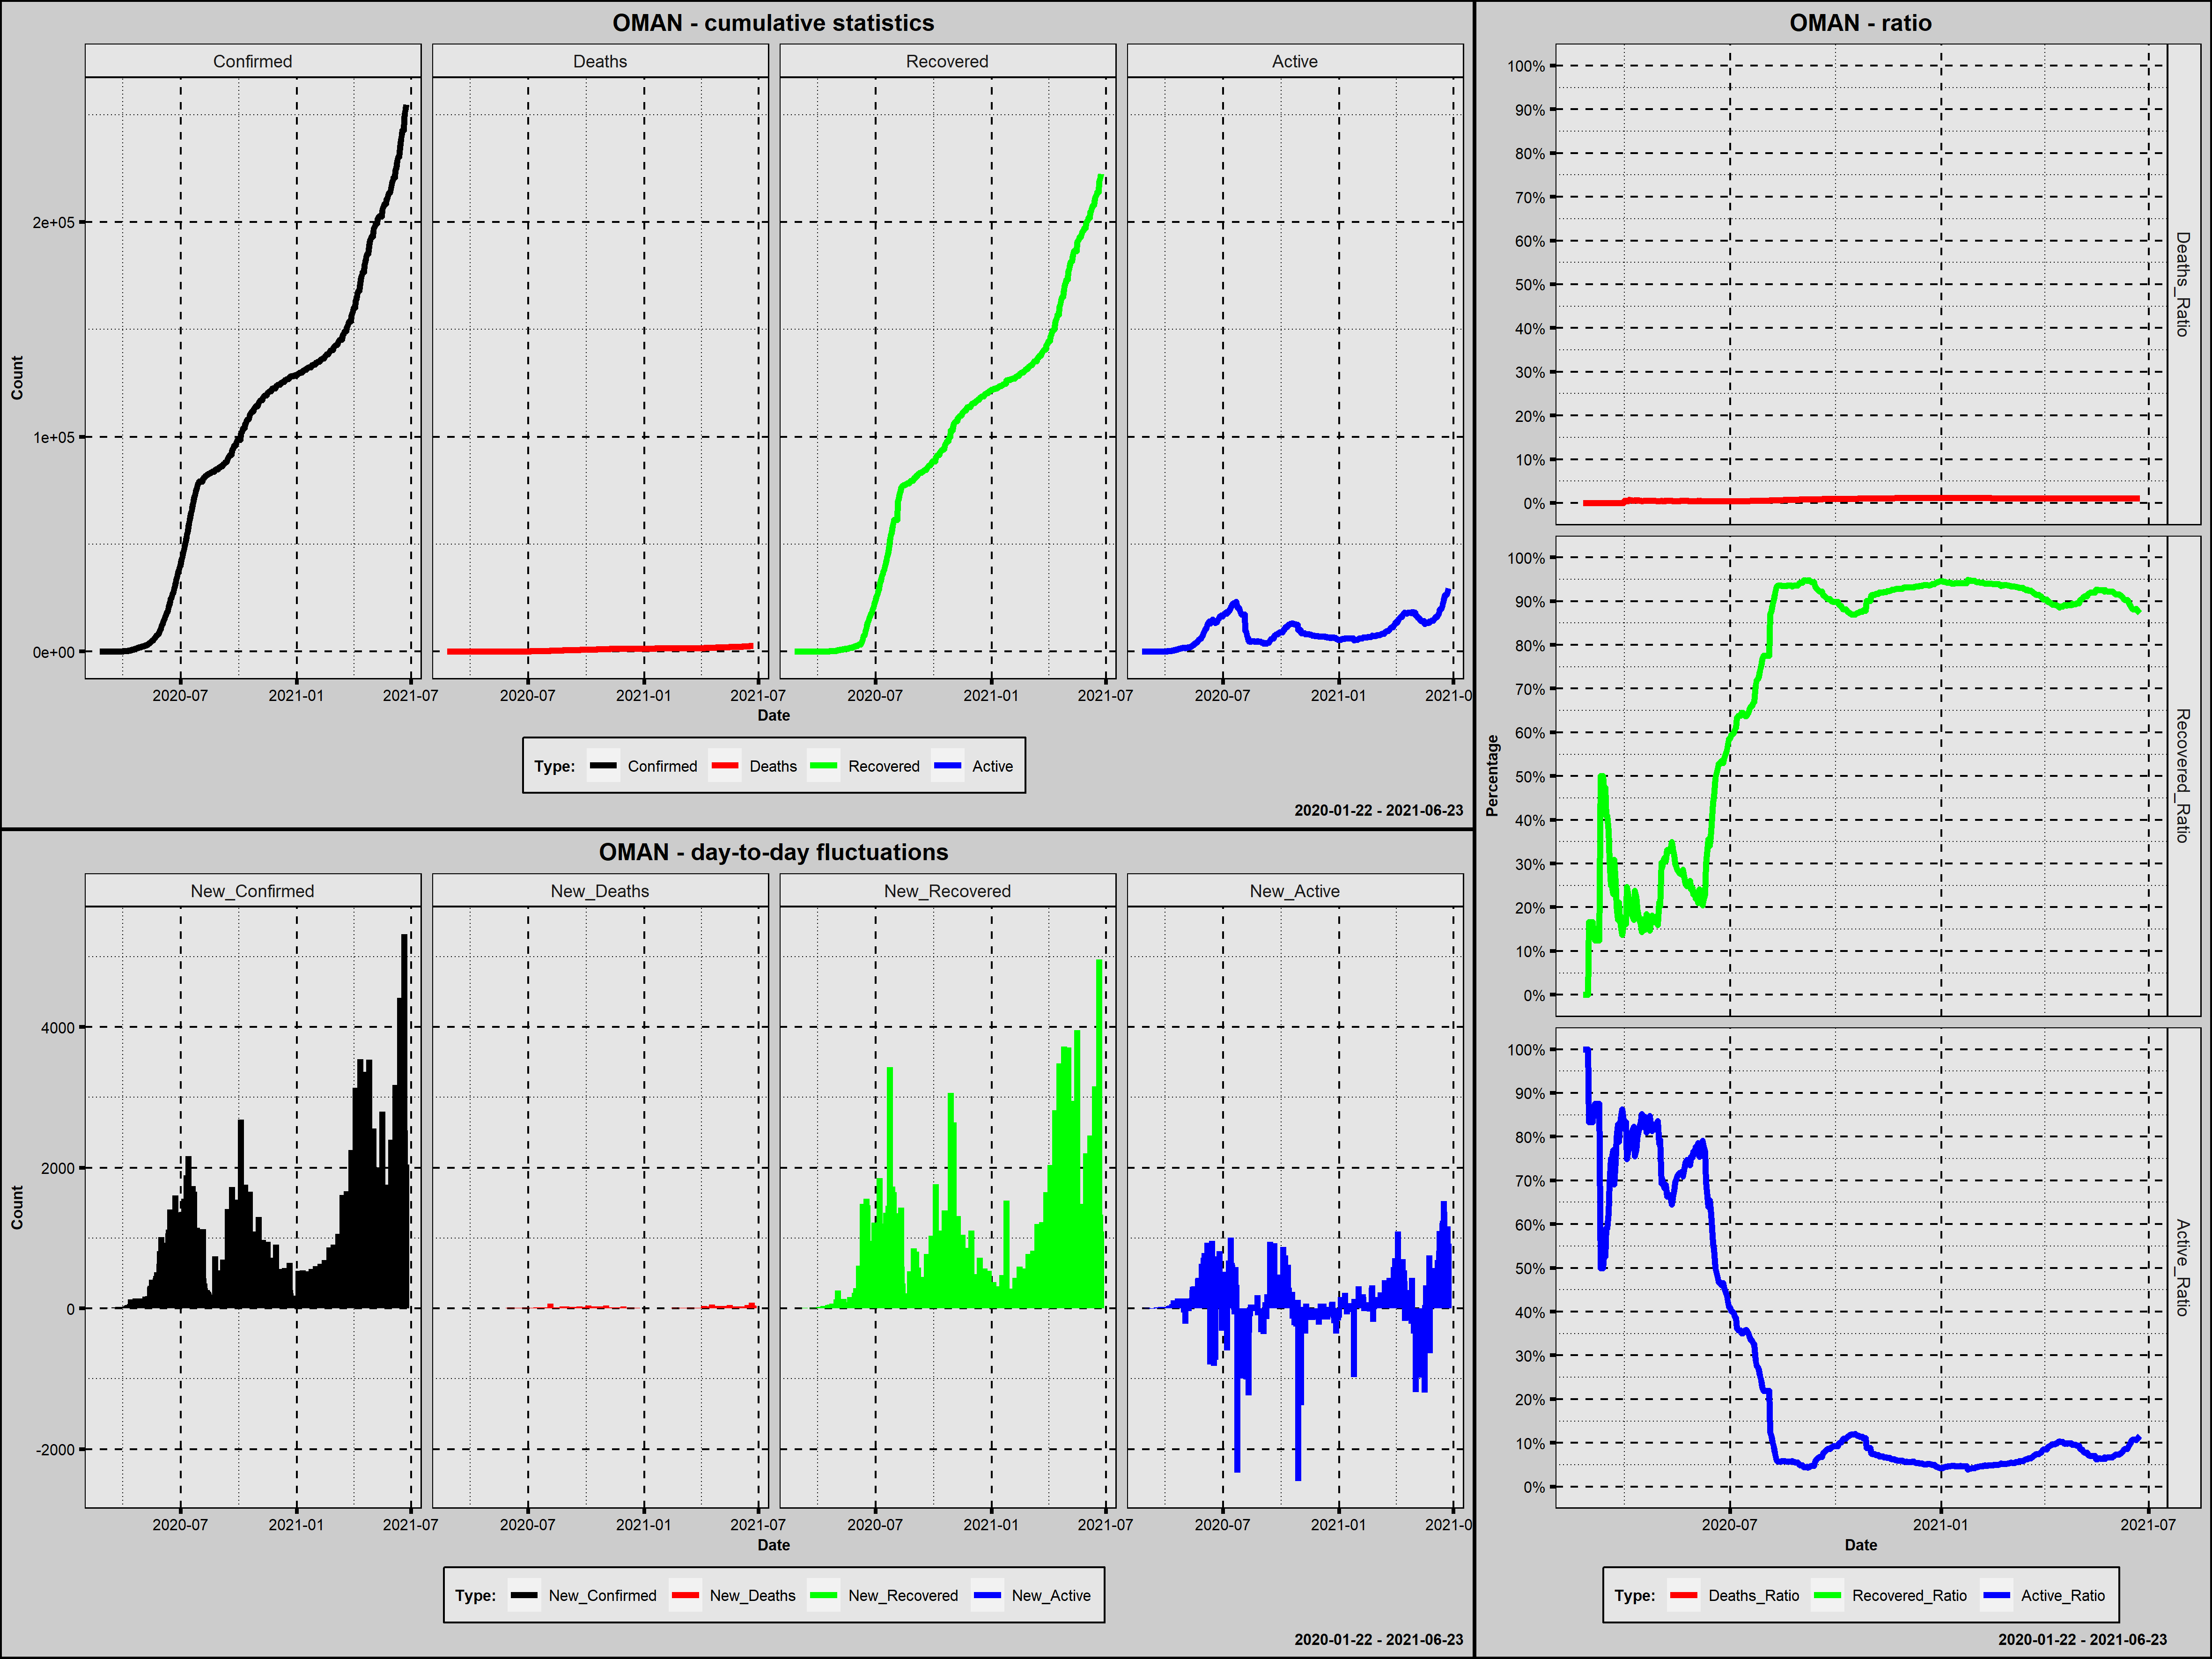 OMAN - cumulative statistics
Confirmed
Deaths
Recovered
Active
Count
2e+05
1e+05
0e+00
2020-07 2021-01 2021-07
2020-07 2021-01 2021-07
2020-07 2021-01 2021-07
2020-07 2021-01 2021-0
Date
Type: Confirmed Deaths Recovered Active
2020-01-22 - 2021-06-23
OMAN - day-to-day fluctuations
New_Confirmed
New_Deaths
New_Recovered
New_Active
Count
4000
2000
0
-2000
2020-07 2021-01 2021-07
2020-07 2021-01 2021-07
2020-07 2021-01 2021-07
2020-07 2021-01 2021-0
Date
Type: New_Confirmed New_Deaths New_Recovered New_Active
2020-01-22 - 2021-06-23
OMAN - ratio
Percentage
100%
90%
80%
70%
60%
50%
40%
30%
20%
10%
0%
Deaths_Ratio
100%
90%
80%
70%
60%
50%
40%
30%
20%
10%
0%
Recovered_Ratio
100%
90%
80%
70%
60%
50%
40%
30%
20%
10%
0%
Active_Ratio
2020-07 2021-01 2021-07
Date
Type: Deaths_Ratio Recovered_Ratio Active_Ratio
2020-01-22 - 2021-06-23